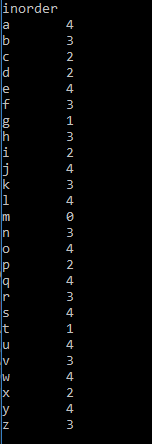 inorder
a 4
b 3
c 2
d 2
e 4
f 3
g 1
h 3
i 2
j 4
k 3
l 4
m 0
n 3
o 4
p 2
q 4
r 3
s 4
t 1
u 4
v 3
w 4
x 2
y 4
z 3